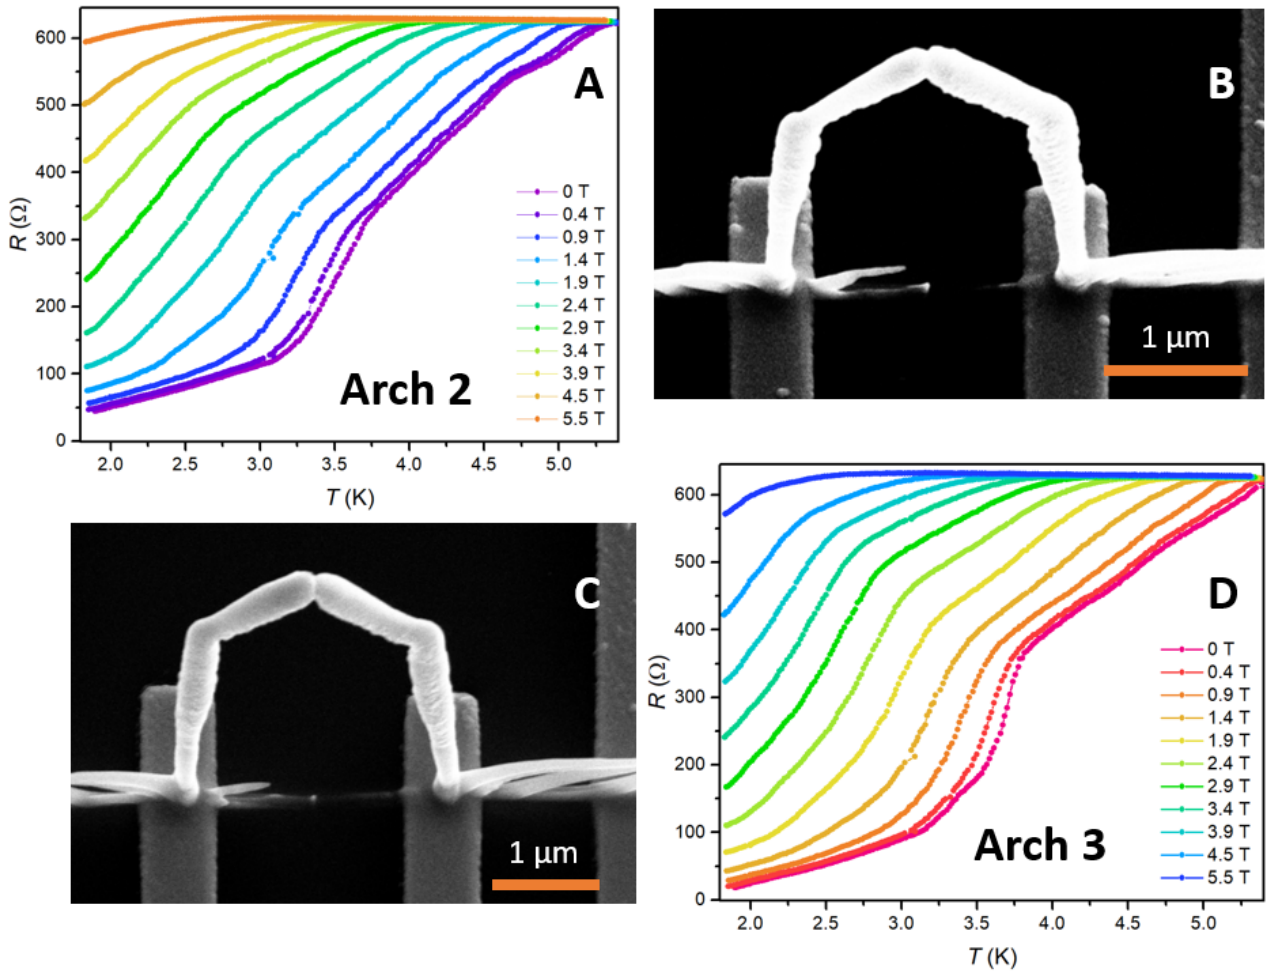 A
600
500
400
300
200
100
0
R (Ω)
0 T
0.4 T
0.9 T
1.4 T
1.9 T
2.4 T
2.9 T
3.4 T
3.9 T
4.5 T
5.5 T
Arch 2
2.0 2.5 3.0 3.5 4.0 4.5 5.0
T (K)
B
1 μm
C
1 μm
D
600
500
400
300
200
100
0
R (Ω)
0 T
0.4 T
0.9 T
1.4 T
1.9 T
2.4 T
2.9 T
3.4 T
3.9 T
4.5 T
5.5 T
Arch 3
2.0 2.5 3.0 3.5 4.0 4.5 5.0
T (K)